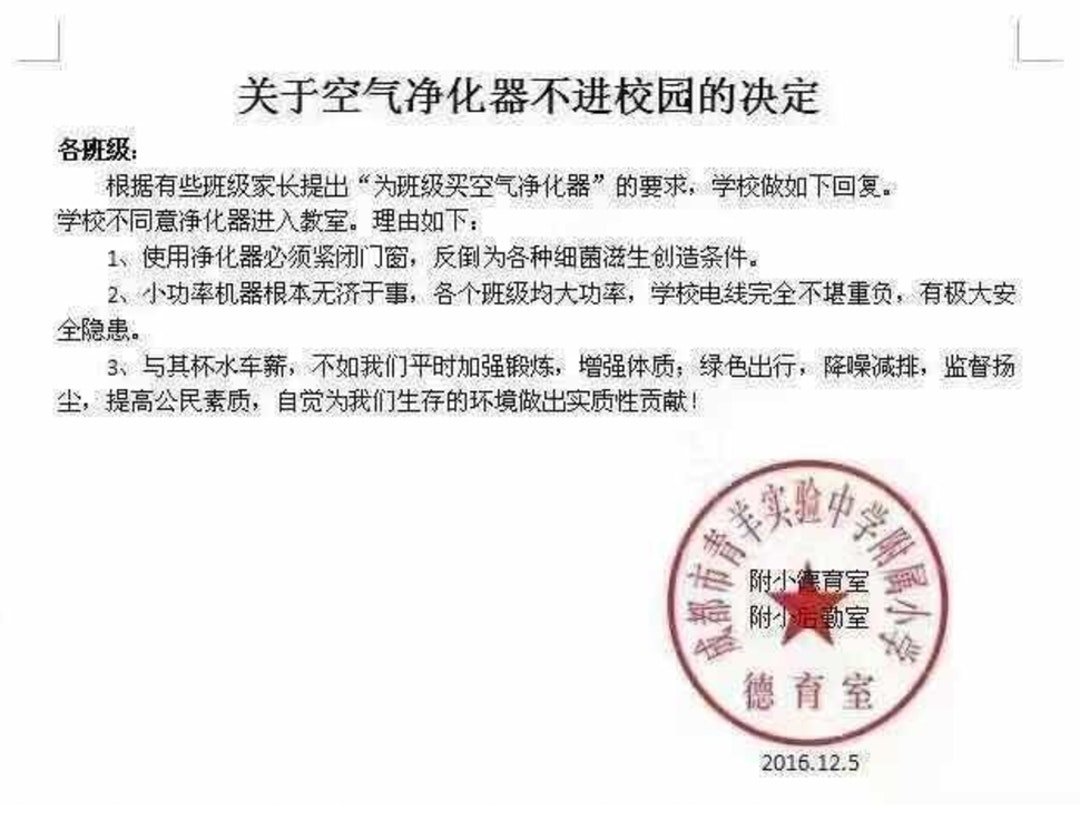 关于空气净化器不进校园的决定
各班级：
根据有些班级家长提出“为班级买空气净化器”的要求，学校做如下回复。
学校不同意净化器进入教室。理由如下：
1、使用净化器必须紧闭门窗，反倒为各种细菌滋生创造条件。
2、小功率机器根本无济于事，各个班级均大功率，学校电线完全不堪重负，有极大安
全隐患。
3、与其杯水车薪，不如我们平时加强锻炼，增强体质；绿色出行，降噪减排，监督扬
尘，提高公民素质，自觉为我们生存的环境做出实质性贡献！
成都市青羊实验中学附属小学
附小德育室
附小后勤室
德育室
2016.12.5